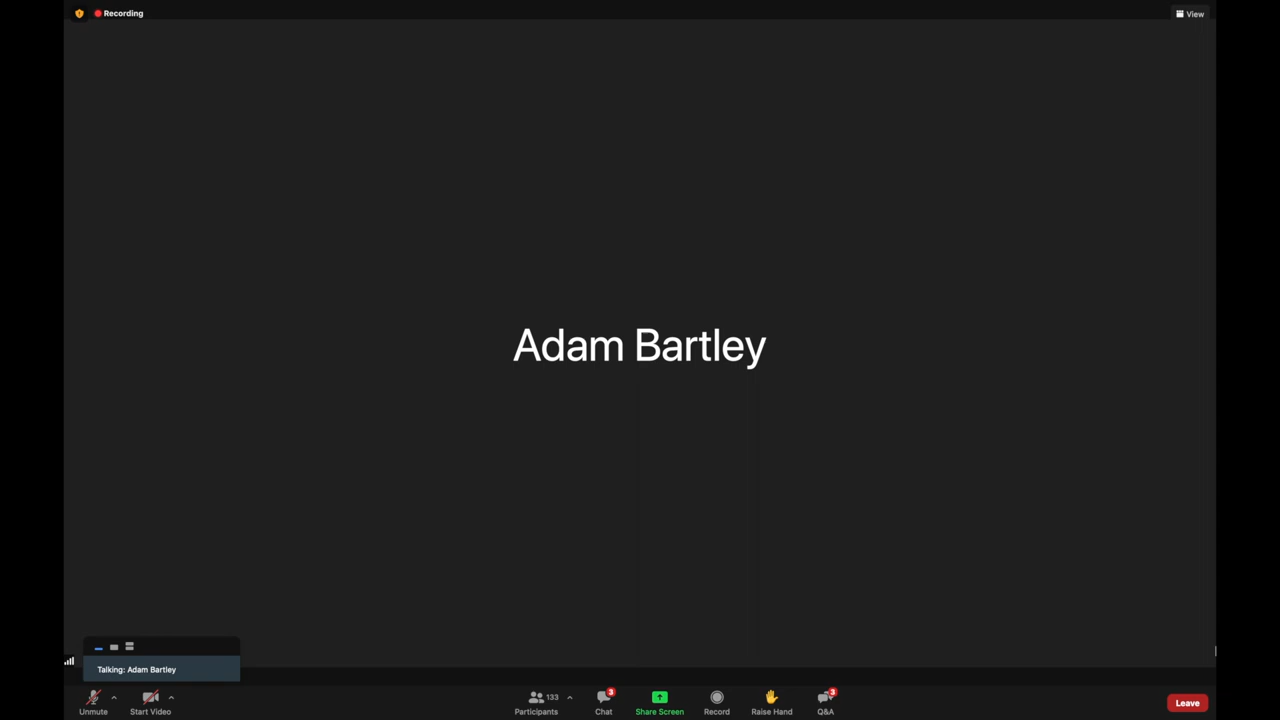 Recording
View
Adam Bartley
Talking: Adam Bartley
Unmute
Start Video
133
Participants
3
Chat
Share Screen
Record
Raise Hand
3
Q&A
Leave